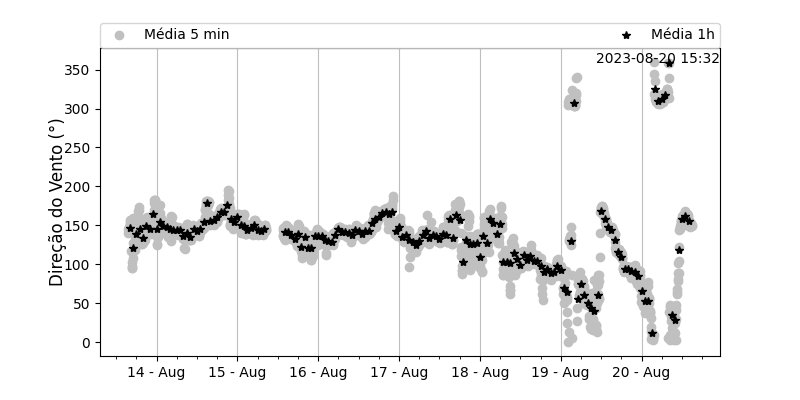 Média 5 min
Média 1h
2023-08-20 15:32
Direção do Vento (°)
350
300
250
200
150
100
50
0
14 - Aug
15 - Aug
16 - Aug
17 - Aug
18 - Aug
19 - Aug
20 - Aug